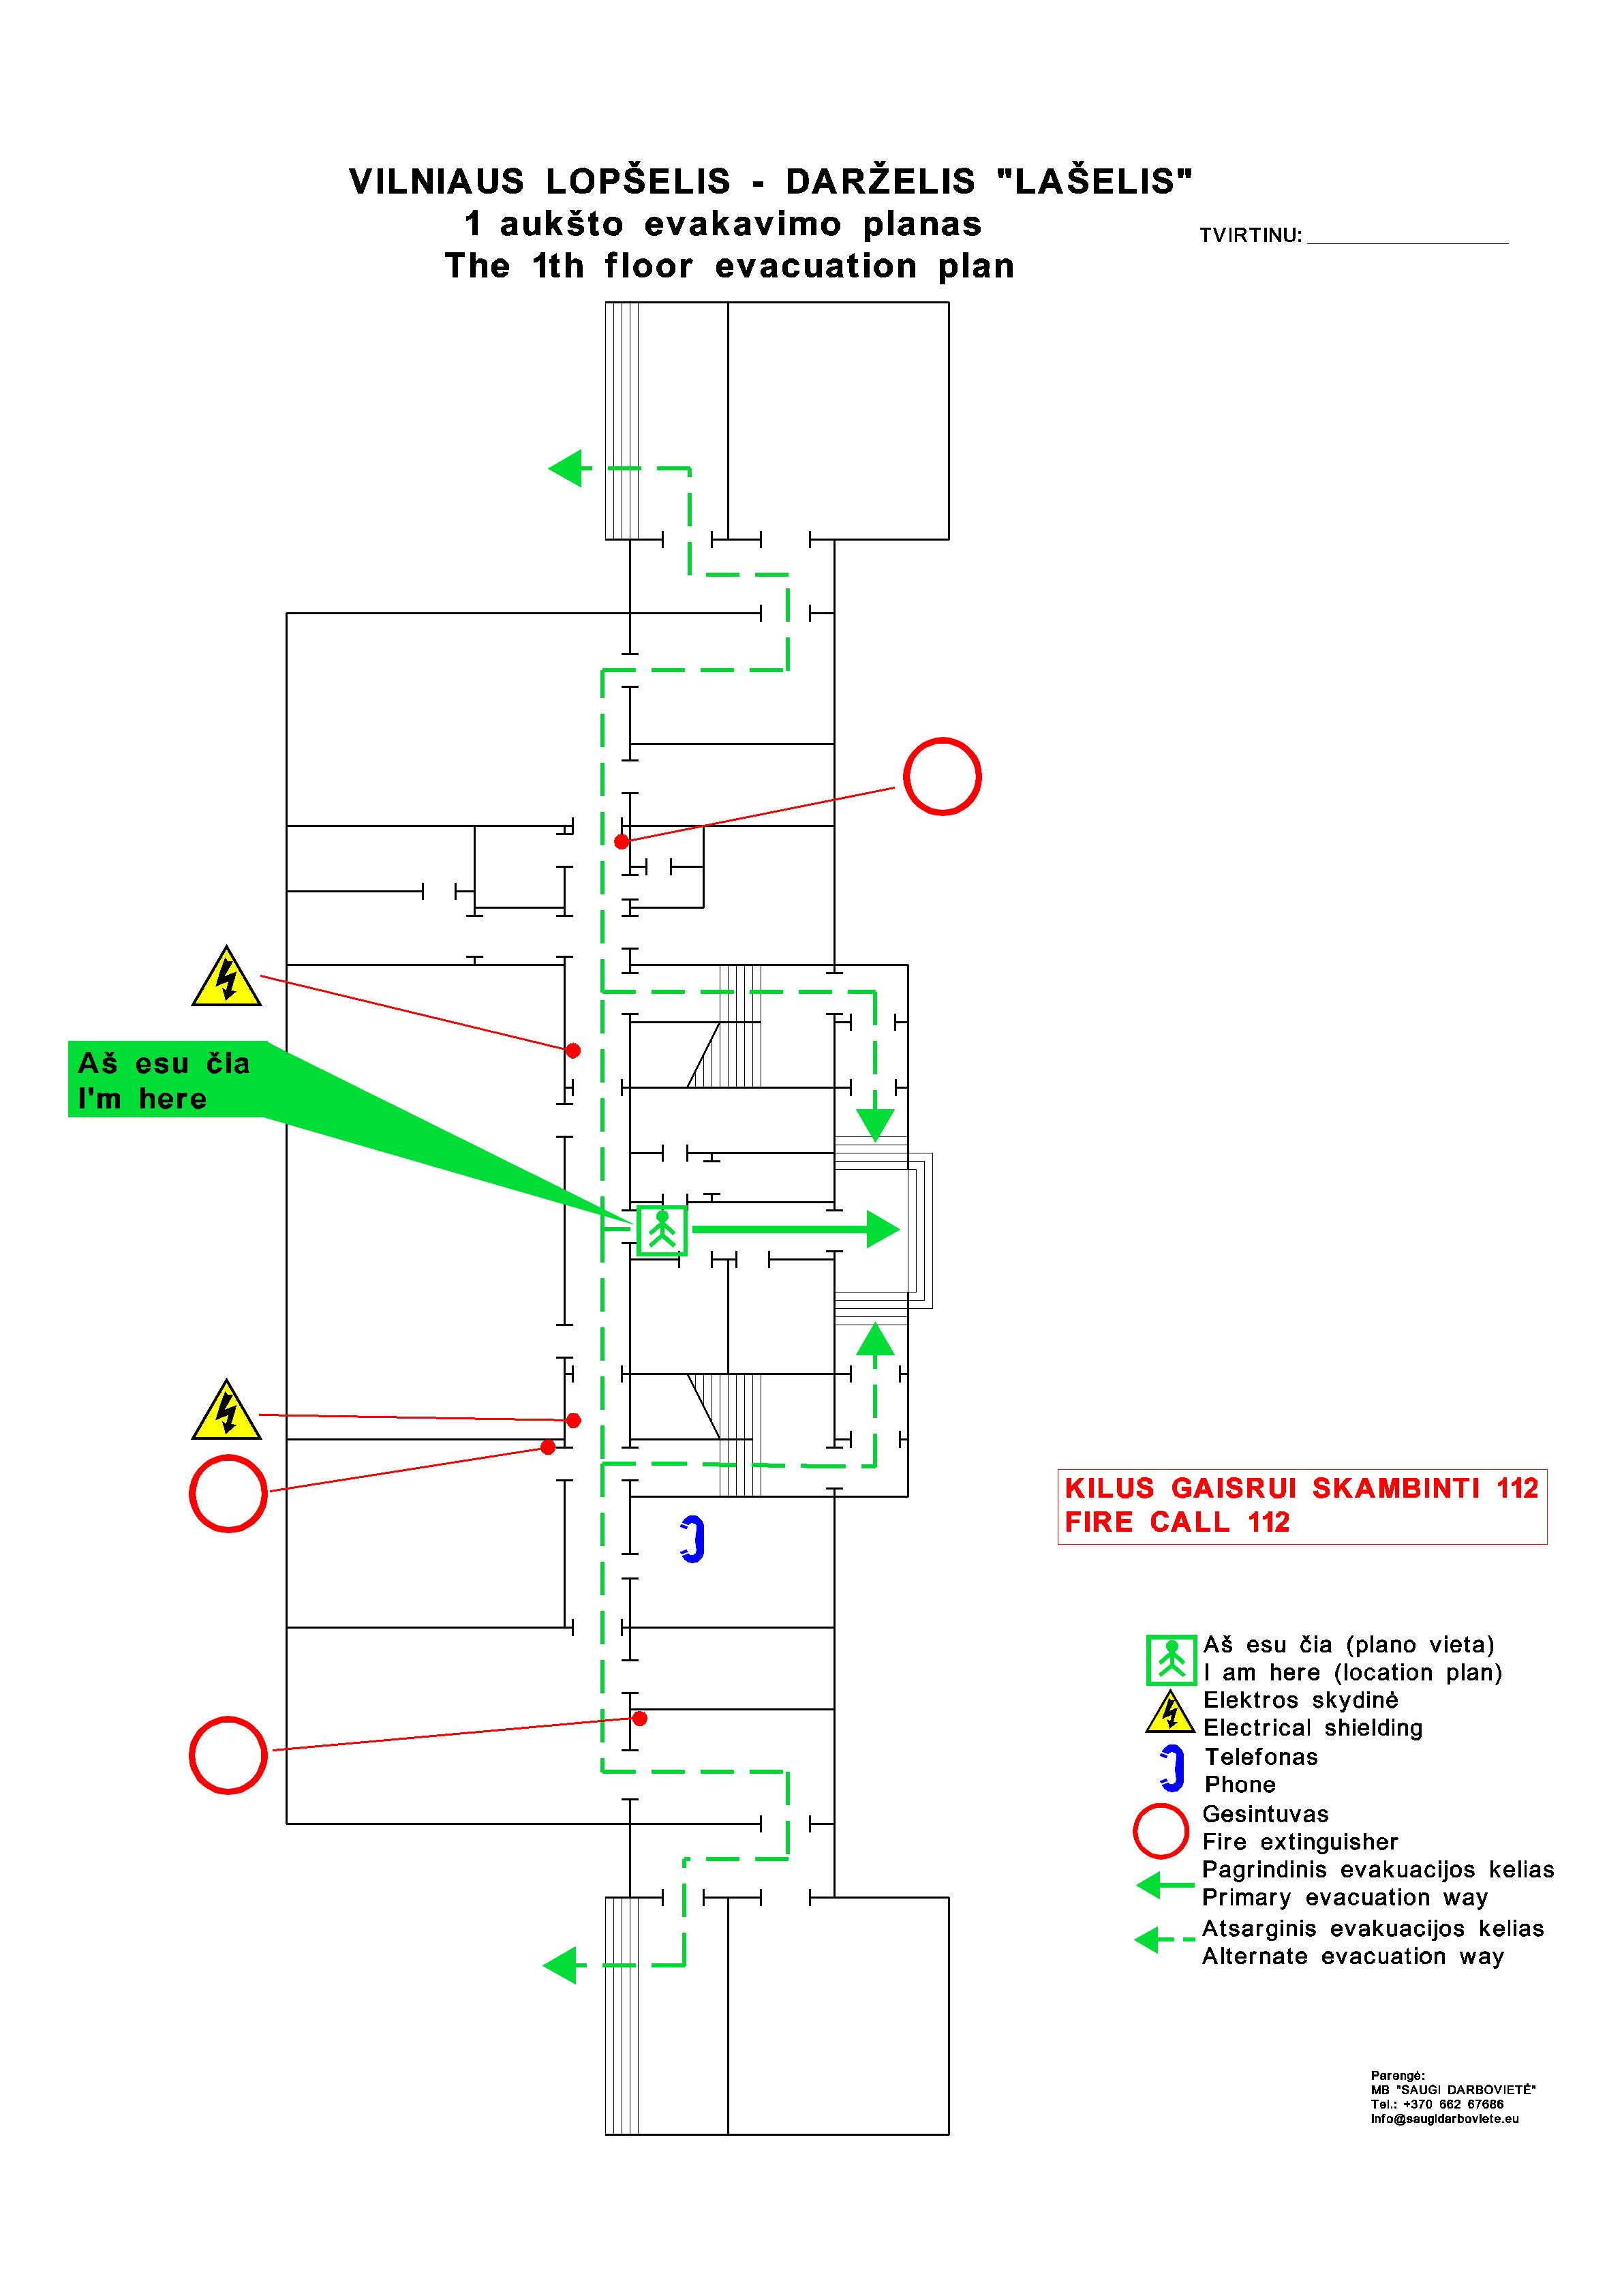 VILNIAUS LOPŠELIS - DARŽELIS "LAŠELIS"
1 aukšto evakavimo planas
The 1th floor evacuation plan
TVIRTINU:
Aš esu čia
I'm here
KILUS GAISRUI SKAMBINTI 112
FIRE CALL 112
Aš esu čia (plano vieta)
I am here (location plan)
Elektros skydinė
Electrical shielding
Telefonas
Phone
Gesintuvas
Fire extinguisher
Pagrindinis evakuacijos kelias
Primary evacuation way
Atsarginis evakuacijos kelias
Alternate evacuation way
Parengė:
MB "SAUGI DARBOVIETĖ"
Tel.: +370 662 67686
info@saugidarboviete.eu